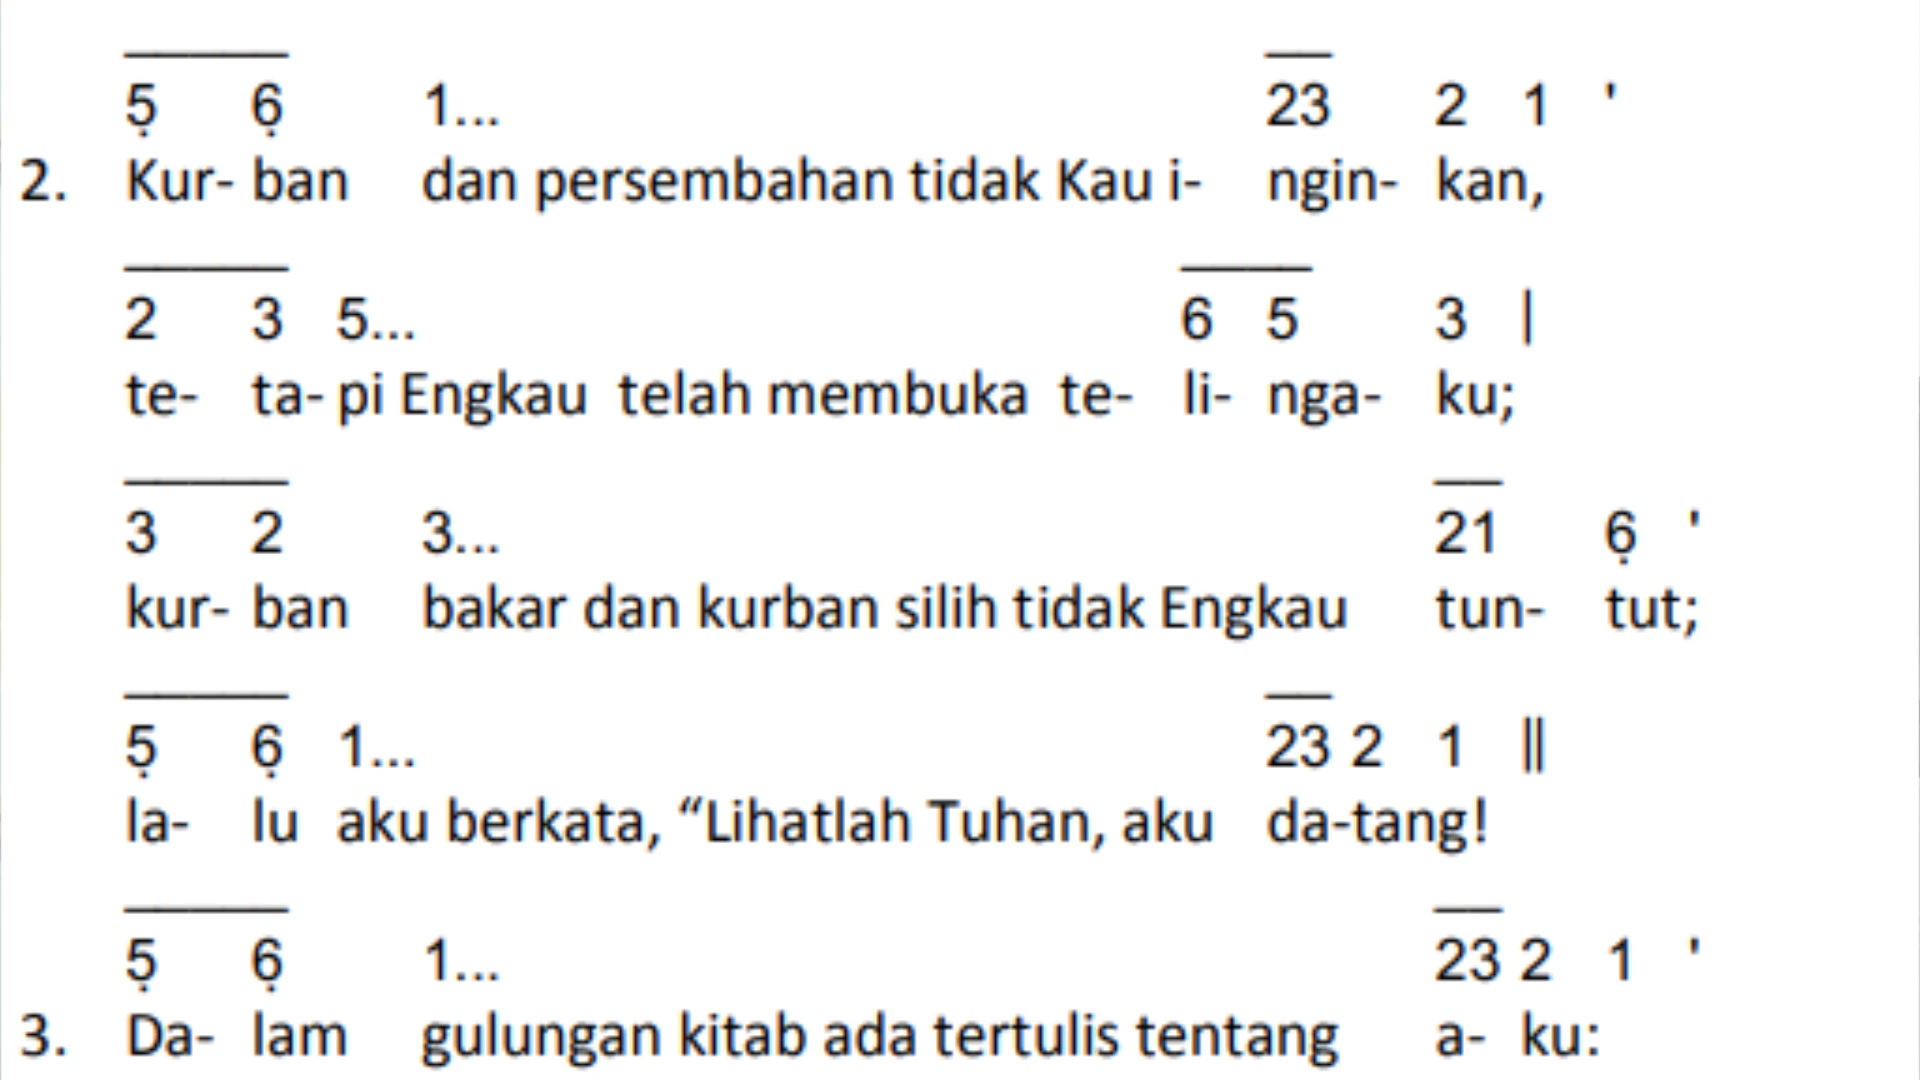 5̣ 6̣ 1... 23 2 1 '
2. Kur- ban dan persembahan tidak Kau i- ngin- kan,
2 3 5... 6 5 3 |
te- ta- pi Engkau telah membuka te- li- nga- ku;
3 2 3... 21 6̣ '
kur- ban bakar dan kurban silih tidak Engkau tun- tut;
5̣ 6̣ 1... 23 2 1 ||
la- lu aku berkata, “Lihatlah Tuhan, aku da-tang!
5̣ 6̣ 1... 23 2 1 '
3. Da- lam gulungan kitab ada tertulis tentang a- ku: